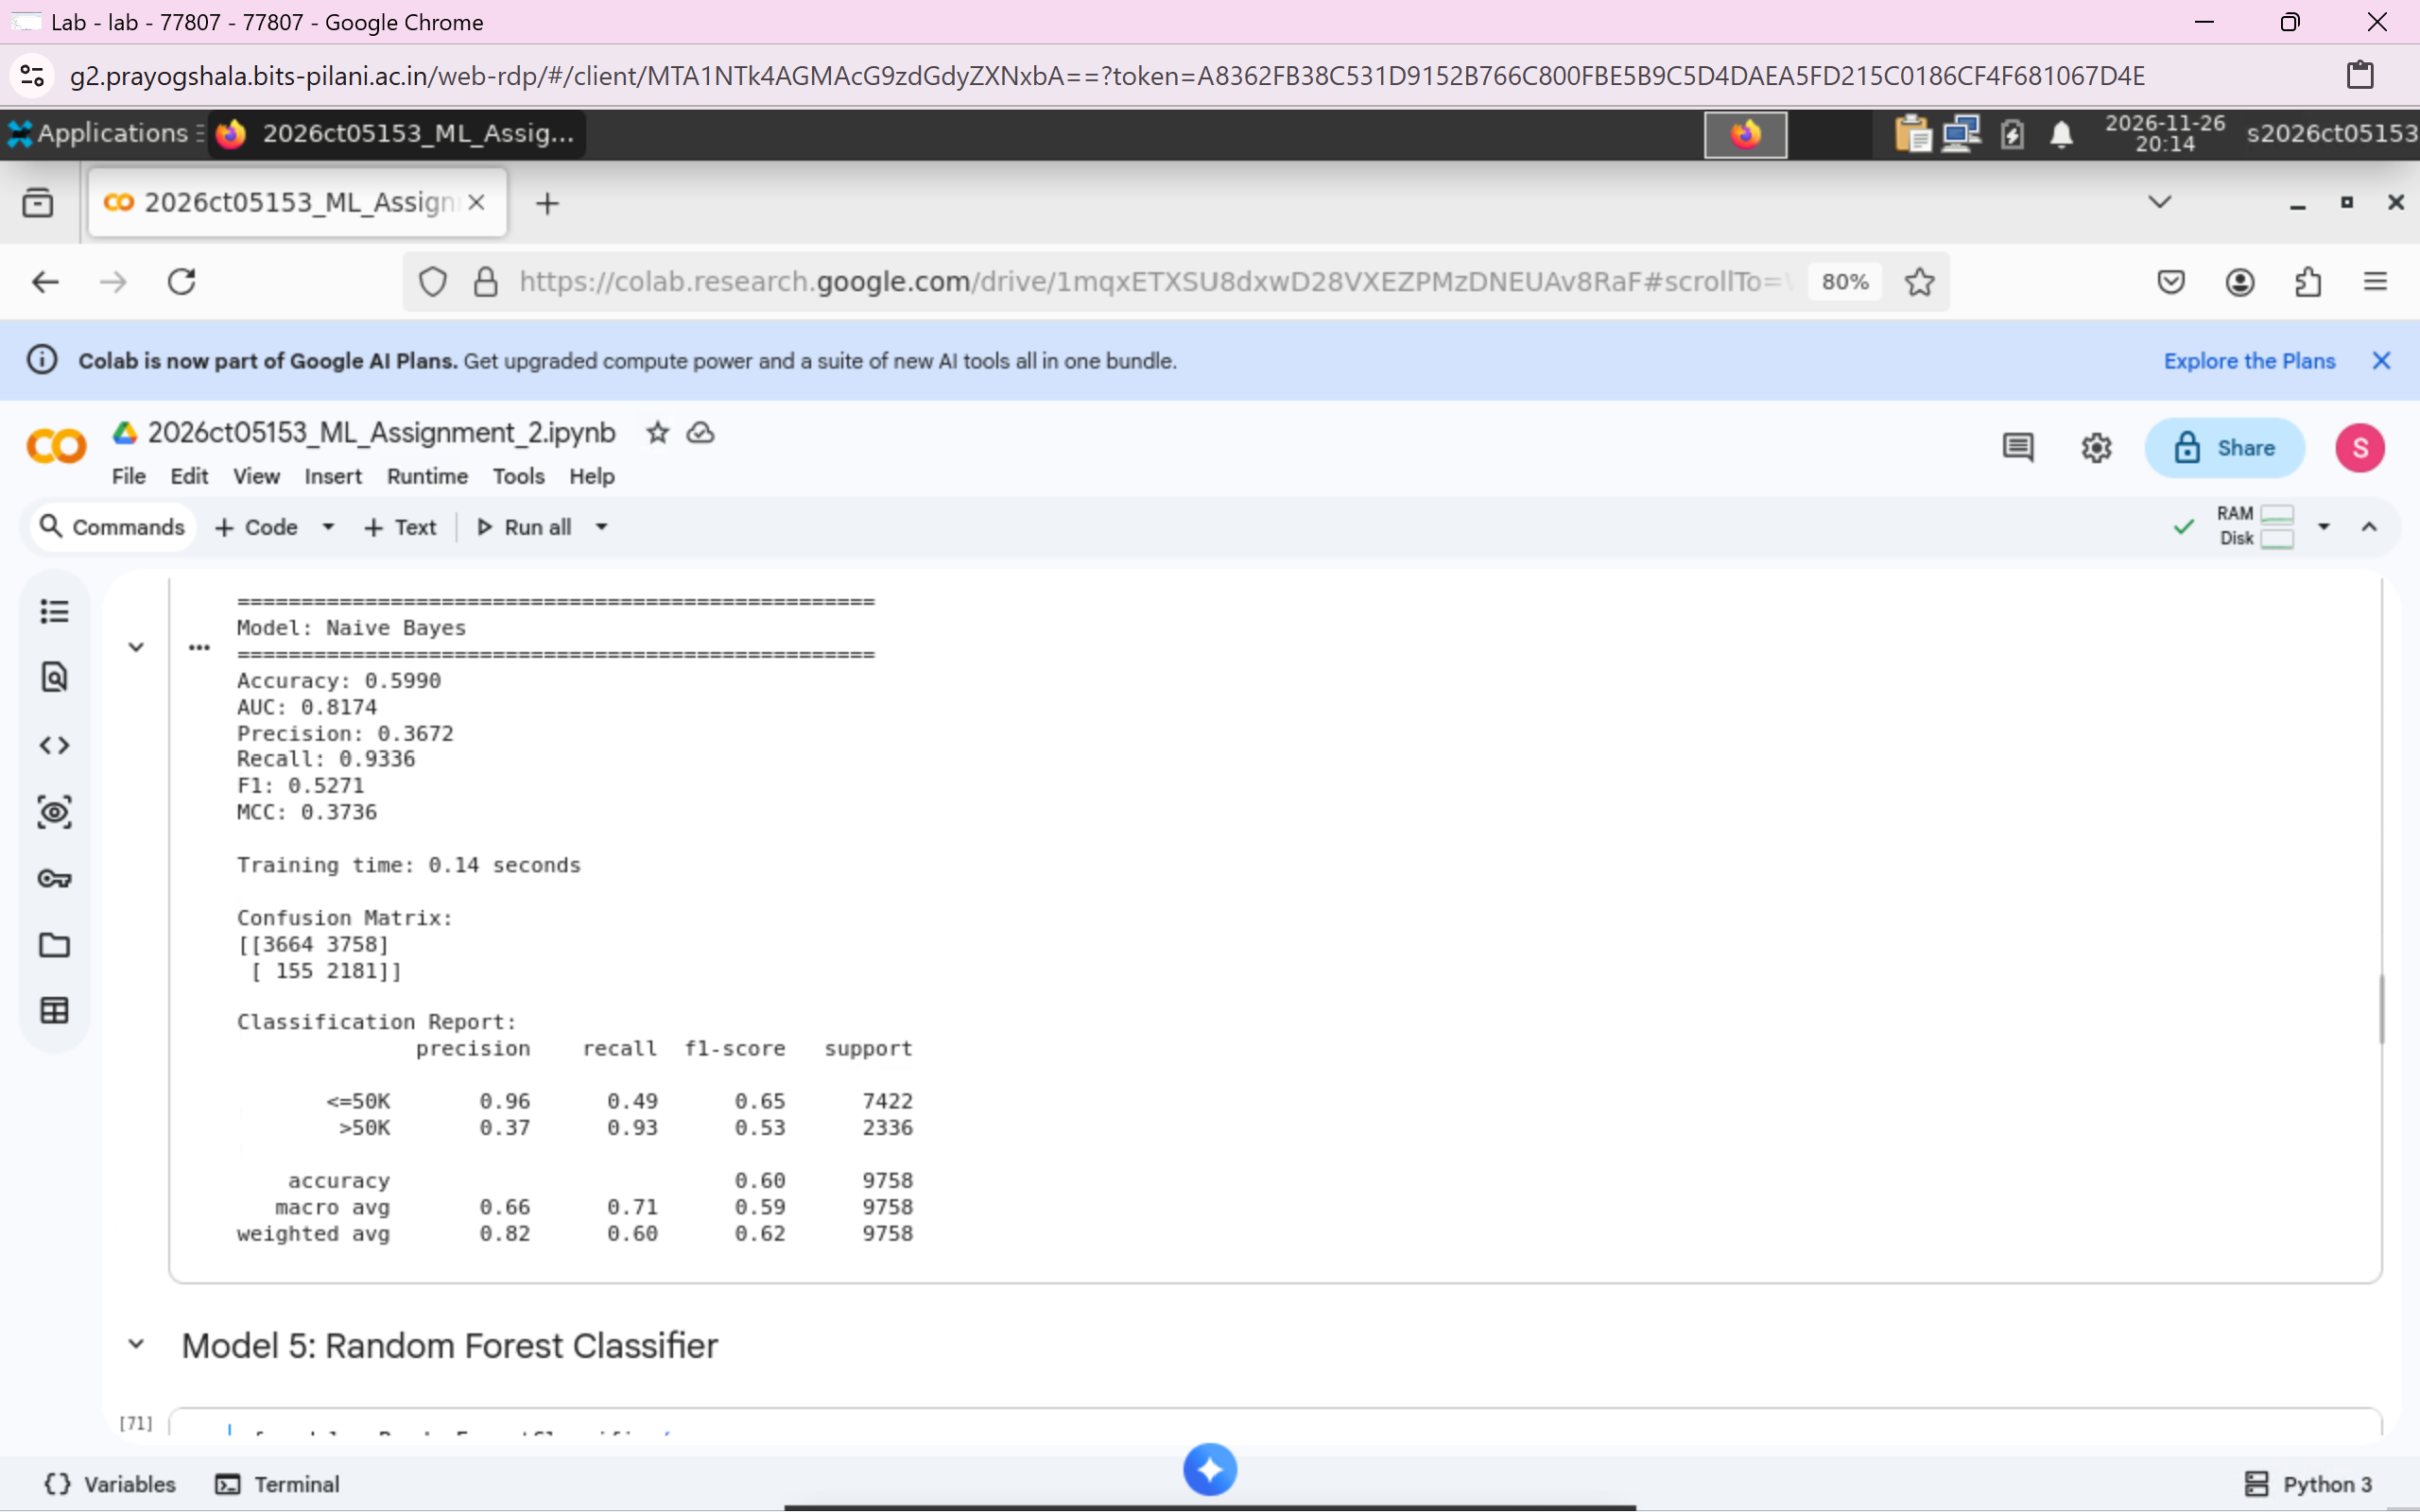 Lab - lab - 77807 - 77807 - Google Chrome
g2.prayogshala.bits-pilani.ac.in/web-rdp/#/client/MTA1NTk4AGMAcG9zdGdyZXNxbA==?token=A8362FB38C531D9152B766C800FBE5B9C5D4DAEA5FD215C0186CF4F681067D4E
Applications 2026ct05153_ML_Assig... 2026-11-26 20:14 s2026ct05153
2026ct05153_ML_Assign
https://colab.research.google.com/drive/1mqxETXSU8dxwD28VXEZPMzDNEUAv8RaF#scrollTo= 80%
Colab is now part of Google AI Plans. Get upgraded compute power and a suite of new AI tools all in one bundle. Explore the Plans
2026ct05153_ML_Assignment_2.ipynb
File Edit View Insert Runtime Tools Help
Share S
Commands + Code + Text Run all RAM Disk
==================================================
Model: Naive Bayes
==================================================
Accuracy: 0.5990
AUC: 0.8174
Precision: 0.3672
Recall: 0.9336
F1: 0.5271
MCC: 0.3736
Training time: 0.14 seconds
Confusion Matrix:
[[3664 3758]
[ 155 2181]]
Classification Report:
precision recall f1-score support
<=50K 0.96 0.49 0.65 7422
>50K 0.37 0.93 0.53 2336
accuracy 0.60 9758
macro avg 0.66 0.71 0.59 9758
weighted avg 0.82 0.60 0.62 9758
Model 5: Random Forest Classifier
[71]
Variables Terminal Python 3